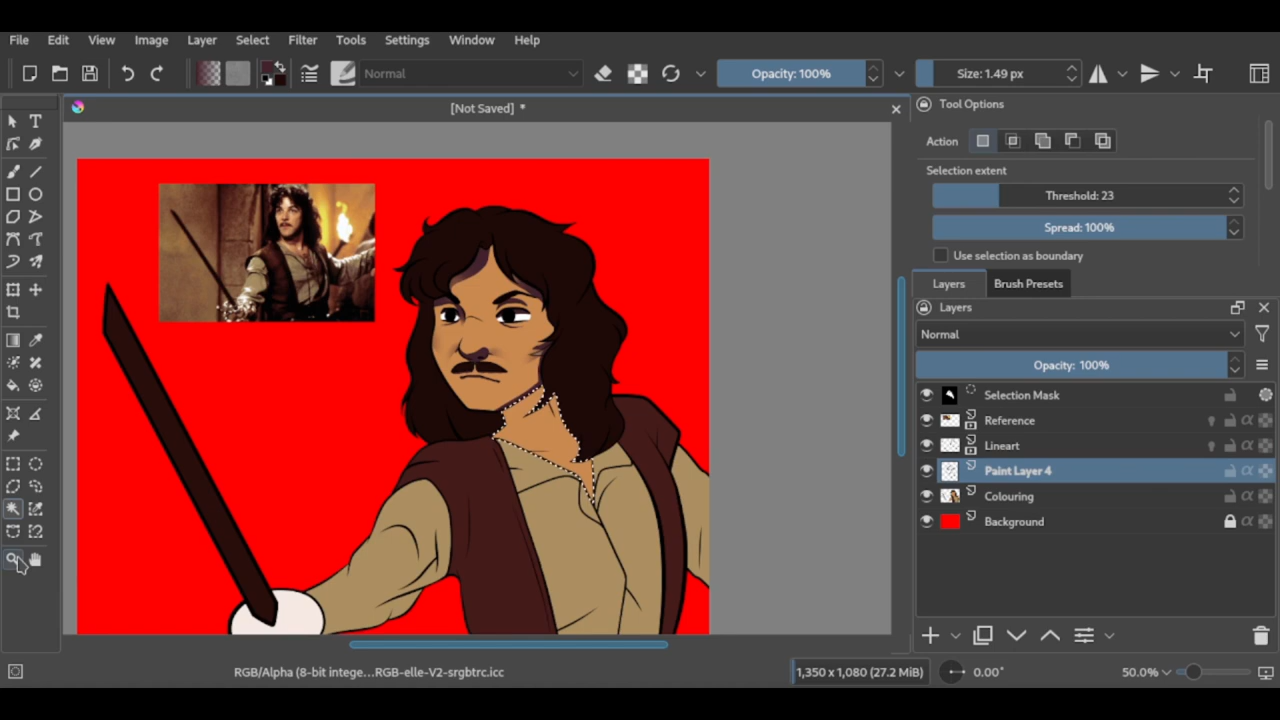 File Edit View Image Layer Select Filter Tools Settings Window Help
Normal Opacity: 100% Size: 1.49 px
[Not Saved] *
Tool Options
Action
Selection extent
Threshold: 23
Spread: 100%
Use selection as boundary
Layers Brush Presets
Layers
Normal
Opacity: 100%
Selection Mask
Reference
Lineart
Paint Layer 4
Colouring
Background
RGB/Alpha (8-bit intege...RGB-elle-V2-srgbtrc.icc 1,350 x 1,080 (27.2 MiB) 0.00° 50.0%